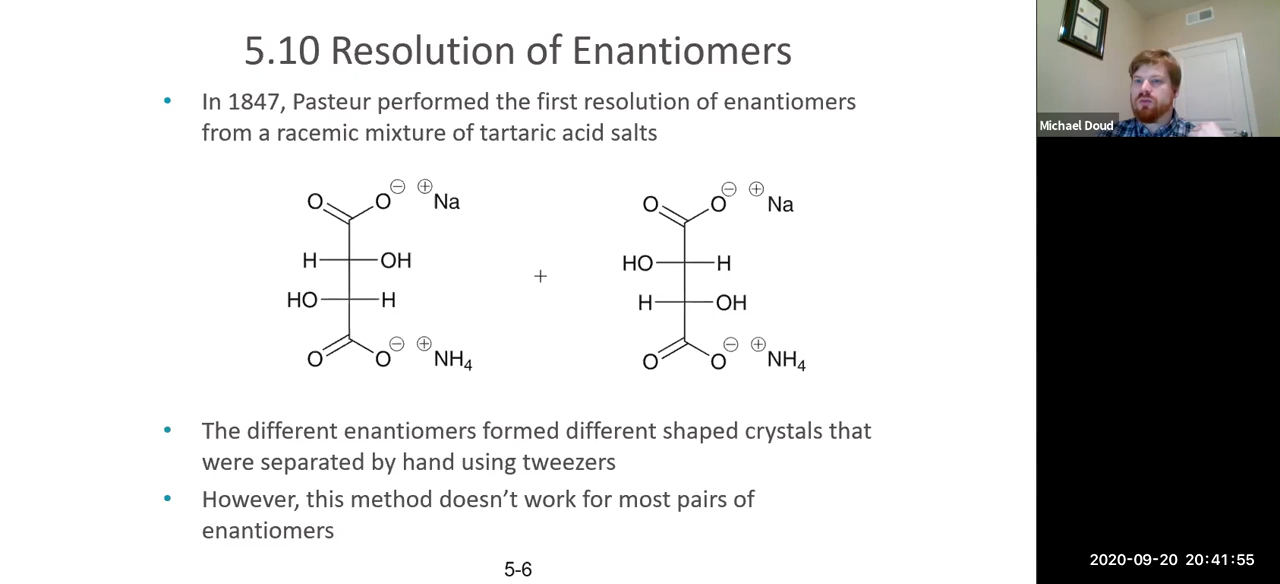 5.10 Resolution of Enantiomers
• In 1847, Pasteur performed the first resolution of enantiomers
from a racemic mixture of tartaric acid salts
O O ⊖ ⊕ Na
H OH
HO H
O O ⊖ ⊕ NH4
+
O O ⊖ ⊕ Na
HO H
H OH
O O ⊖ ⊕ NH4
• The different enantiomers formed different shaped crystals that
were separated by hand using tweezers
• However, this method doesn't work for most pairs of
enantiomers
5-6
Michael Doud
2020-09-20 20:41:55